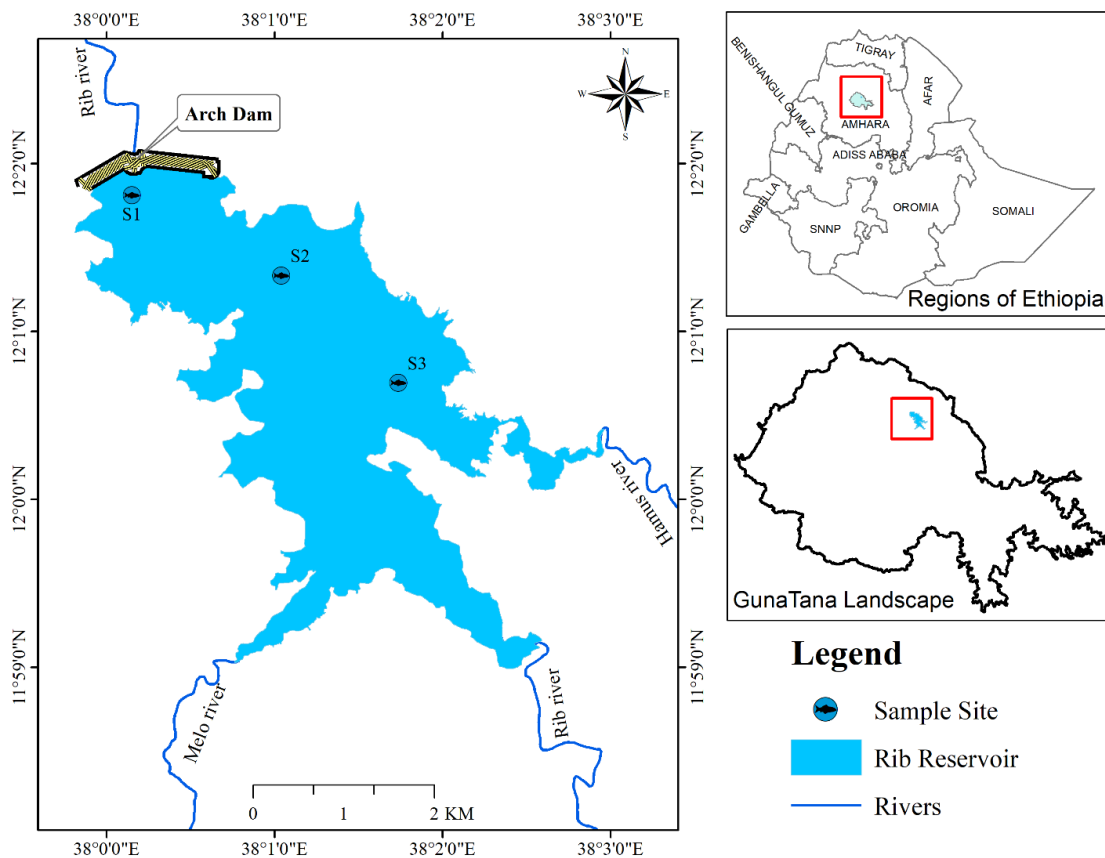 38°0'0"E 38°1'0"E 38°2'0"E 38°3'0"E
Rib river
Arch Dam
N
W E
S
12°2'0"N 12°2'0"N
S1
S2
12°1'0"N 12°1'0"N
S3
Hamus river
12°0'0"N 12°0'0"N
11°59'0"N 11°59'0"N
Melo river
Rib river
0 1 2 KM
38°0'0"E 38°1'0"E 38°2'0"E 38°3'0"E
BENISHANGUL GUMUZ
TIGRAY
AFAR
AMHARA
ADISS ABABA
GAMBELLA
OROMIA
SOMALI
SNNP
Regions of Ethiopia
GunaTana Landscape
Legend
Sample Site
Rib Reservoir
Rivers